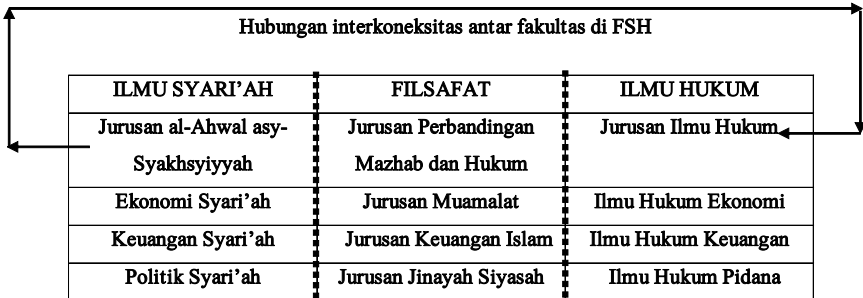 Hubungan interkoneksitas antar fakultas di FSH
ILMU SYARI’AH FILSAFAT ILMU HUKUM
Jurusan al-Ahwal asy- Jurusan Perbandingan Jurusan Ilmu Hukum
Syakhsyiyyah Mazhab dan Hukum
Ekonomi Syari’ah Jurusan Muamalat Ilmu Hukum Ekonomi
Keuangan Syari’ah Jurusan Keuangan Islam Ilmu Hukum Keuangan
Politik Syari’ah Jurusan Jinayah Siyasah Ilmu Hukum Pidana